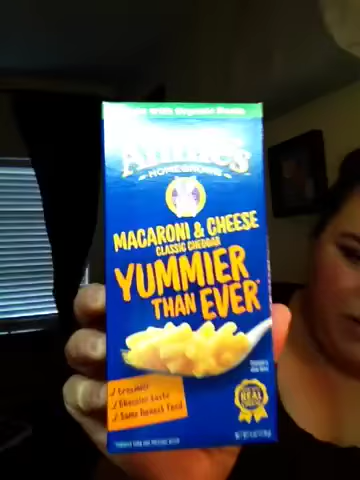 with Organic Pasta
Annie's
HOMEGROWN
MACARONI & CHEESE
CLASSIC CHEDDAR
YUMMIER
THAN EVER
✓ Creamier
✓ Cheesier taste
✓ Same honest food
REAL